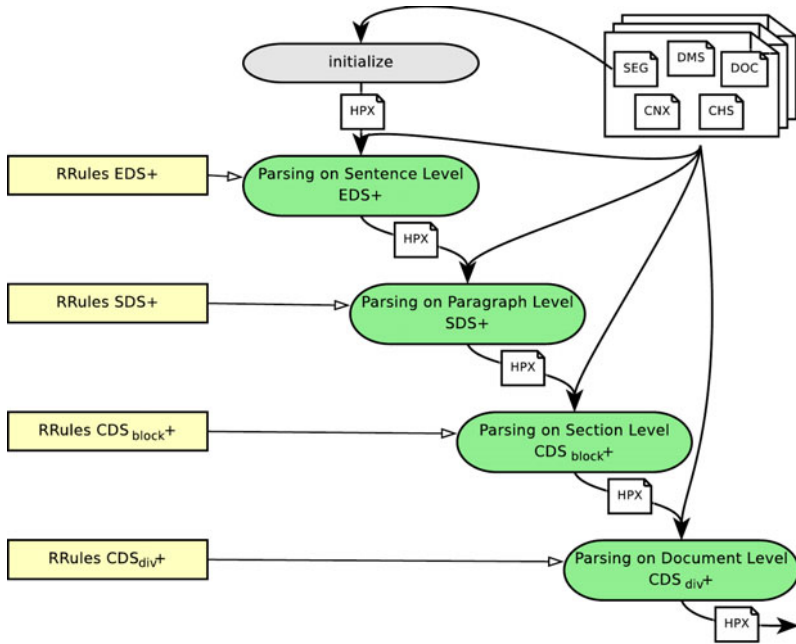 initialize
SEG
DMS
DOC
CNX
CHS
HPX
RRules EDS+
Parsing on Sentence Level
EDS+
HPX
RRules SDS+
Parsing on Paragraph Level
SDS+
HPX
RRules CDS block+
Parsing on Section Level
CDS block+
HPX
RRules CDS div+
Parsing on Document Level
CDS div+
HPX